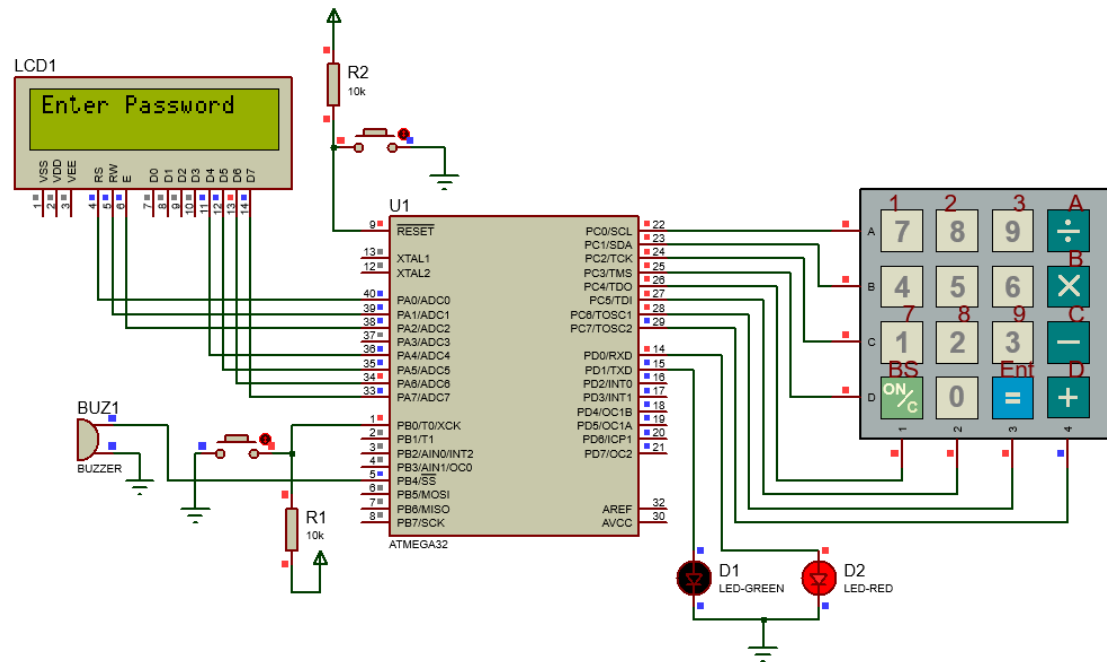 LCD1
Enter Password
VSS VDD VEE RS RW E D0 D1 D2 D3 D4 D5 D6 D7
1 2 3 4 5 6 7 8 9 10 11 12 13 14
R2
10k
U1
9 RESET
13 XTAL1
12 XTAL2
40 PA0/ADC0
39 PA1/ADC1
38 PA2/ADC2
37 PA3/ADC3
36 PA4/ADC4
35 PA5/ADC5
34 PA6/ADC6
33 PA7/ADC7
1 PB0/T0/XCK
2 PB1/T1
3 PB2/AIN0/INT2
4 PB3/AIN1/OC0
5 PB4/SS
6 PB5/MOSI
7 PB6/MISO
8 PB7/SCK
PC0/SCL 22
PC1/SDA 23
PC2/TCK 24
PC3/TMS 25
PC4/TDO 26
PC5/TDI 27
PC6/TOSC1 28
PC7/TOSC2 29
PD0/RXD 14
PD1/TXD 15
PD2/INT0 16
PD3/INT1 17
PD4/OC1B 18
PD5/OC1A 19
PD6/ICP1 20
PD7/OC2 21
AREF 32
AVCC 30
ATMEGA32
BUZ1
BUZZER
R1
10k
D1
LED-GREEN
D2
LED-RED
1 2 3 A
A 7 8 9 ÷
B
B 4 5 6 ×
7 8 9 C
C 1 2 3 −
BS Ent D
D ON/C 0 = +
1 2 3 4